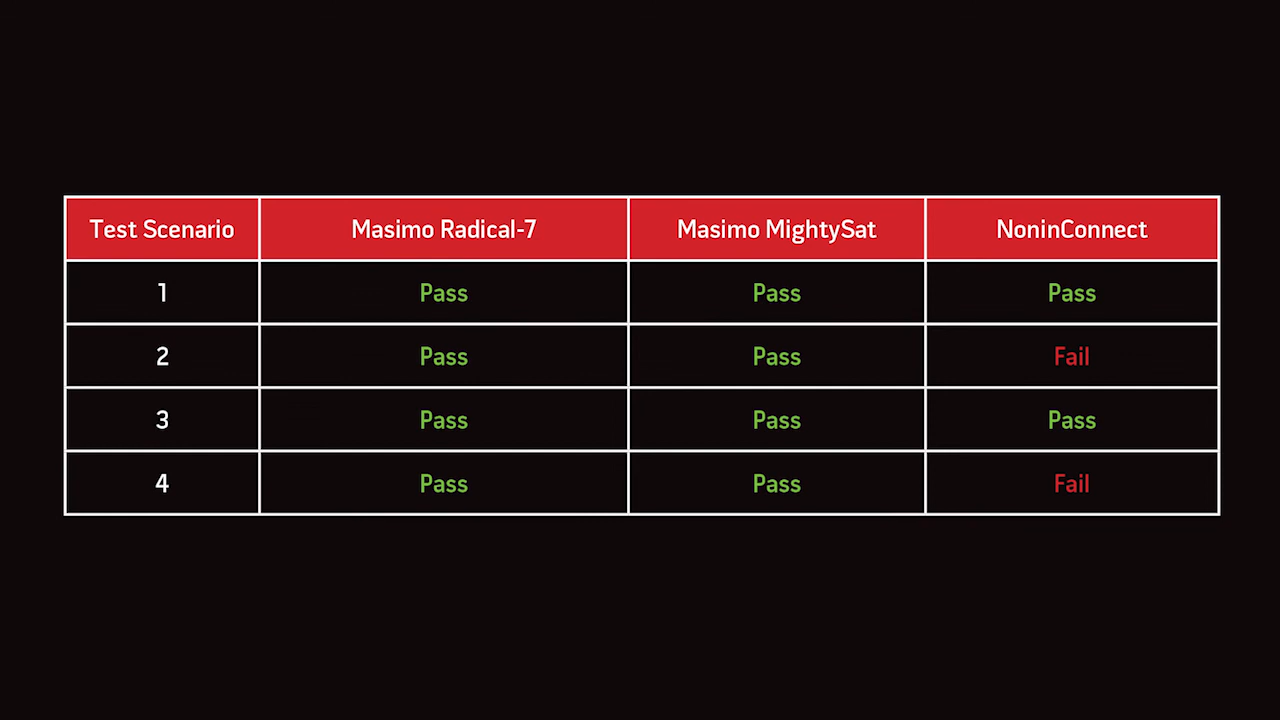 Test Scenario Masimo Radical-7 Masimo MightySat NoninConnect
1 Pass Pass Pass
2 Pass Pass Fail
3 Pass Pass Pass
4 Pass Pass Fail